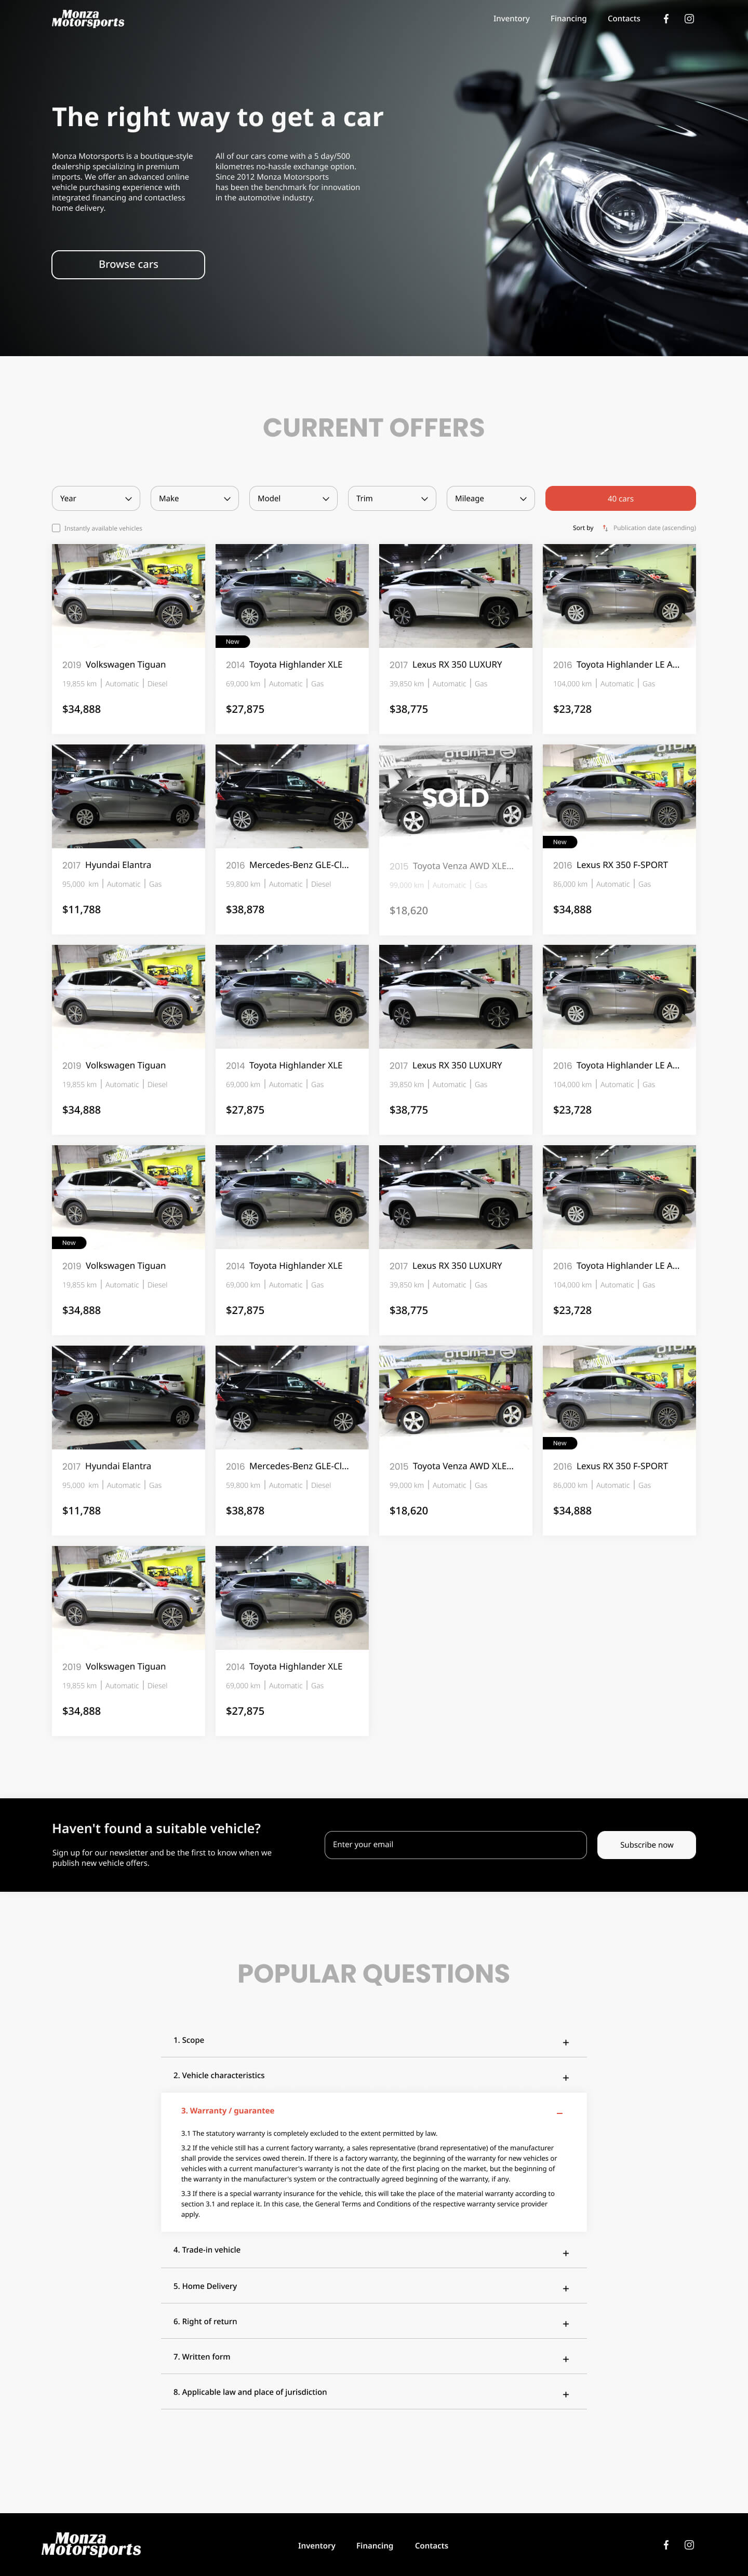 Monza
Motorsports
Inventory Financing Contacts
The right way to get a car
Monza Motorsports is a boutique-style
dealership specializing in premium
imports. We offer an advanced online
vehicle purchasing experience with
integrated financing and contactless
home delivery.
All of our cars come with a 5 day/500
kilometres no-hassle exchange option.
Since 2012 Monza Motorsports
has been the benchmark for innovation
in the automotive industry.
Browse cars
CURRENT OFFERS
Year Make Model Trim Mileage 40 cars
Instantly available vehicles Sort by Publication date (ascending)
2019 Volkswagen Tiguan
19,855 km | Automatic | Diesel
$34,888
New
2014 Toyota Highlander XLE
69,000 km | Automatic | Gas
$27,875
2017 Lexus RX 350 LUXURY
39,850 km | Automatic | Gas
$38,775
2016 Toyota Highlander LE A...
104,000 km | Automatic | Gas
$23,728
2017 Hyundai Elantra
95,000 km | Automatic | Gas
$11,788
2016 Mercedes-Benz GLE-Cl...
59,800 km | Automatic | Diesel
$38,878
SOLD
2015 Toyota Venza AWD XLE...
99,000 km | Automatic | Gas
$18,620
New
2016 Lexus RX 350 F-SPORT
86,000 km | Automatic | Gas
$34,888
2019 Volkswagen Tiguan
19,855 km | Automatic | Diesel
$34,888
2014 Toyota Highlander XLE
69,000 km | Automatic | Gas
$27,875
2017 Lexus RX 350 LUXURY
39,850 km | Automatic | Gas
$38,775
2016 Toyota Highlander LE A...
104,000 km | Automatic | Gas
$23,728
New
2019 Volkswagen Tiguan
19,855 km | Automatic | Diesel
$34,888
2014 Toyota Highlander XLE
69,000 km | Automatic | Gas
$27,875
2017 Lexus RX 350 LUXURY
39,850 km | Automatic | Gas
$38,775
2016 Toyota Highlander LE A...
104,000 km | Automatic | Gas
$23,728
2017 Hyundai Elantra
95,000 km | Automatic | Gas
$11,788
2016 Mercedes-Benz GLE-Cl...
59.800 km | Automatic | Diesel
$38,878
2015 Toyota Venza AWD XLE...
99,000 km | Automatic | Gas
$18,620
New
2016 Lexus RX 350 F-SPORT
86,000 km | Automatic | Gas
$34,888
2019 Volkswagen Tiguan
19,855 km | Automatic | Diesel
$34,888
2014 Toyota Highlander XLE
69,000 km | Automatic | Gas
$27,875
Haven't found a suitable vehicle?
Sign up for our newsletter and be the first to know when we
publish new vehicle offers.
Enter your email
Subscribe now
POPULAR QUESTIONS
1. Scope +
2. Vehicle characteristics +
3. Warranty / guarantee –
3.1 The statutory warranty is completely excluded to the extent permitted by law.
3.2 If the vehicle still has a current factory warranty, a sales representative (brand representative) of the manufacturer
shall provide the services owed therein. If there is a factory warranty, the beginning of the warranty for new vehicles or
vehicles with a current manufacturer's warranty is not the date of the first placing on the market, but the beginning of
the warranty in the manufacturer's system or the contractually agreed beginning of the warranty, if any.
3.3 If there is a special warranty insurance for the vehicle, this will take the place of the material warranty according to
section 3.1 and replace it. In this case, the General Terms and Conditions of the respective warranty service provider
apply.
4. Trade-in vehicle +
5. Home Delivery +
6. Right of return +
7. Written form +
8. Applicable law and place of jurisdiction +
Monza
Motorsports
Inventory Financing Contacts